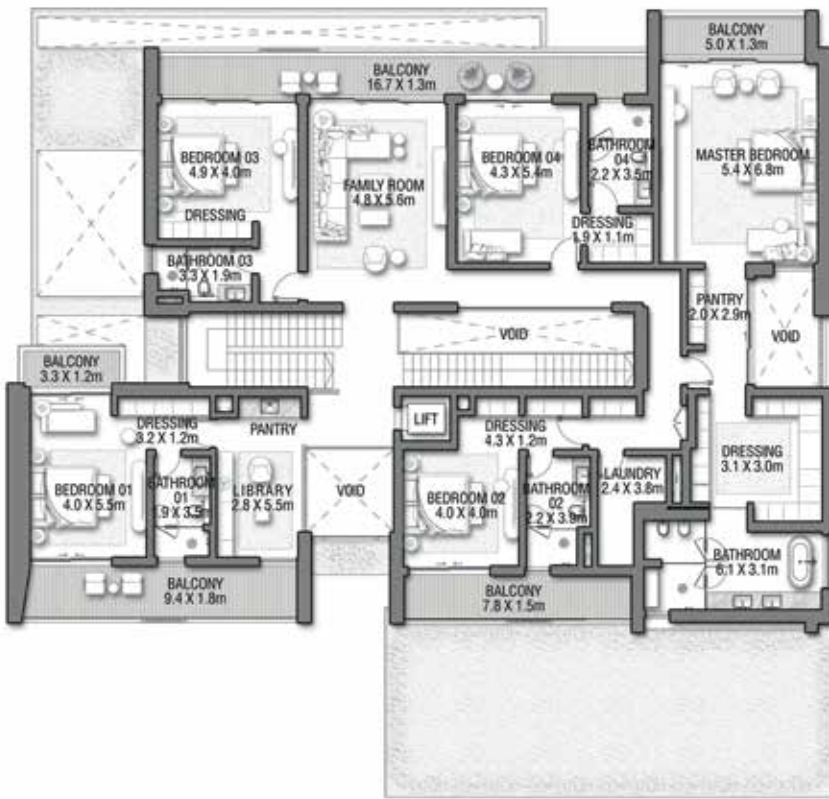 BALCONY
5.0 X 1.3m
BALCONY
16.7 X 1.3m
BEDROOM 03
4.9 X 4.0m
DRESSING
BATHROOM 03
3.3 X 1.9m
FAMILY ROOM
4.8 X 5.6m
BEDROOM 04
4.3 X 5.4m
BATHROOM
04
2.2 X 3.5m
DRESSING
1.9 X 1.1m
MASTER BEDROOM
5.4 X 6.8m
PANTRY
2.0 X 2.9m
VOID
VOID
BALCONY
3.3 X 1.2m
DRESSING
3.2 X 1.2m
PANTRY
LIFT
DRESSING
4.3 X 1.2m
DRESSING
3.1 X 3.0m
BEDROOM 01
4.0 X 5.5m
BATHROOM
01
1.9 X 3.5m
LIBRARY
2.8 X 5.5m
VOID
BEDROOM 02
4.0 X 4.0m
BATHROOM
02
2.2 X 3.9m
LAUNDRY
2.4 X 3.8m
BATHROOM
6.1 X 3.1m
BALCONY
9.4 X 1.8m
BALCONY
7.8 X 1.5m